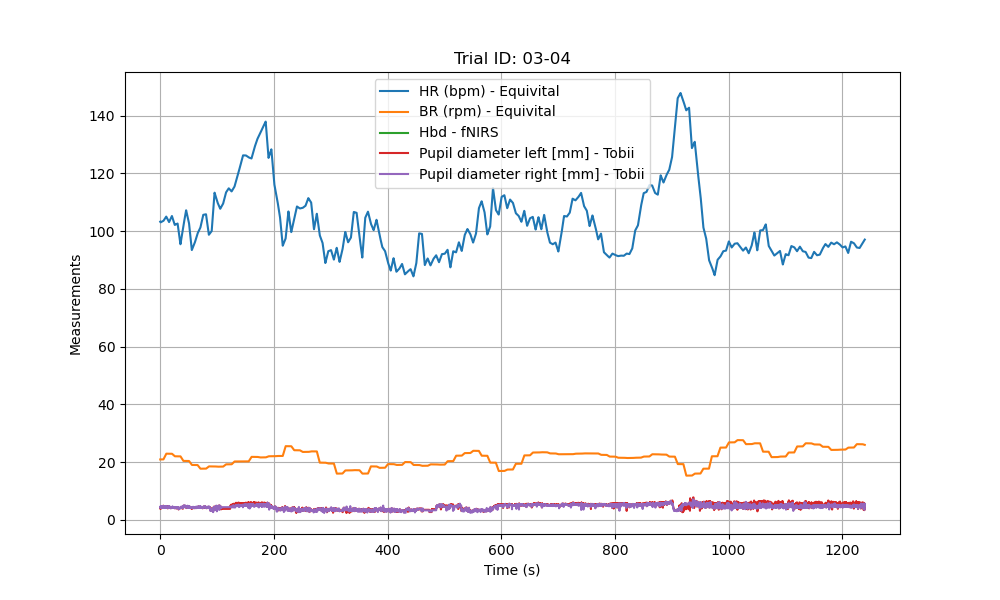 Trial ID: 03-04
HR (bpm) - Equivital
BR (rpm) - Equivital
Hbd - fNIRS
Pupil diameter left [mm] - Tobii
Pupil diameter right [mm] - Tobii
Measurements
140
120
100
80
60
40
20
0
0 200 400 600 800 1000 1200
Time (s)